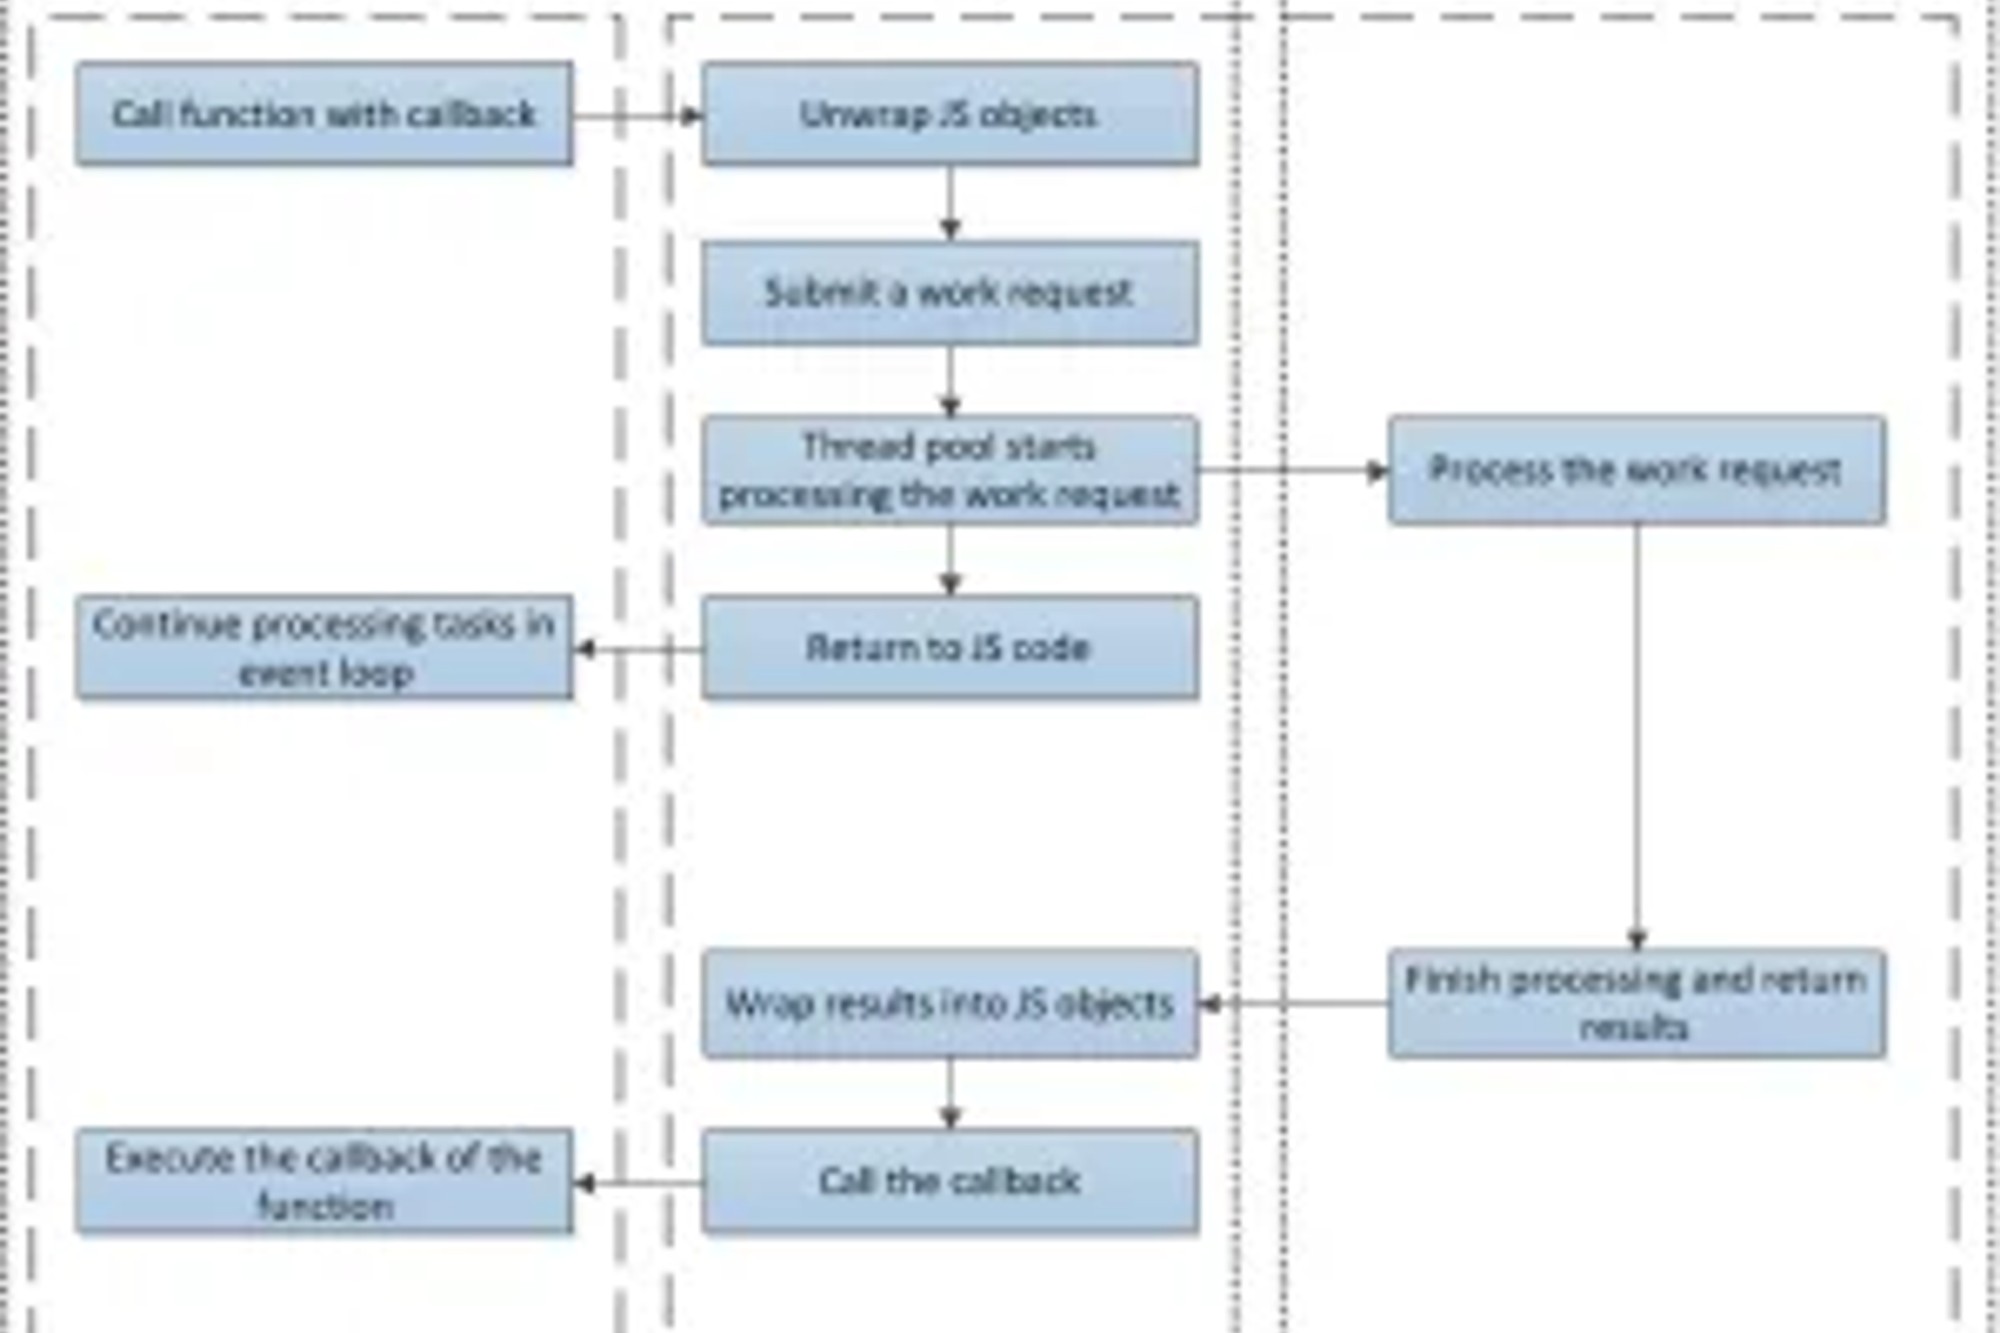 Call function with callback
Unwrap JS objects
Submit a work request
Thread pool starts
processing the work request
Process the work request
Continue processing tasks in
event loop
Return to JS code
Wrap results into JS objects
Finish processing and return
results
Execute the callback of the
function
Call the callback